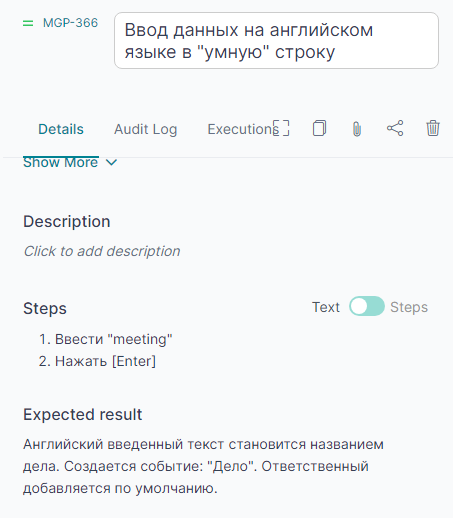 MGP-366
Ввод данных на английском
языке в "умную" строку
Details Audit Log Executions
Show More
Description
Click to add description
Steps Text Steps
1. Ввести "meeting"
2. Нажать [Enter]
Expected result
Английский введенный текст становится названием
дела. Создается событие: "Дело". Ответственный
добавляется по умолчанию.